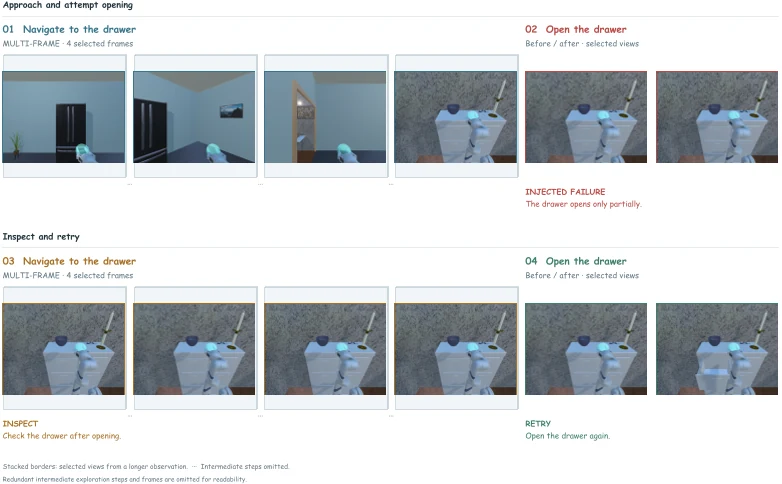 Approach and attempt opening
01 Navigate to the drawer
MULTI-FRAME · 4 selected frames
02 Open the drawer
Before / after · selected views
...
...
...
INJECTED FAILURE
The drawer opens only partially.
Inspect and retry
03 Navigate to the drawer
MULTI-FRAME · 4 selected frames
04 Open the drawer
Before / after · selected views
...
...
...
INSPECT
Check the drawer after opening.
RETRY
Open the drawer again.
Stacked borders: selected views from a longer observation. ··· Intermediate steps omitted.
Redundant intermediate exploration steps and frames are omitted for readability.